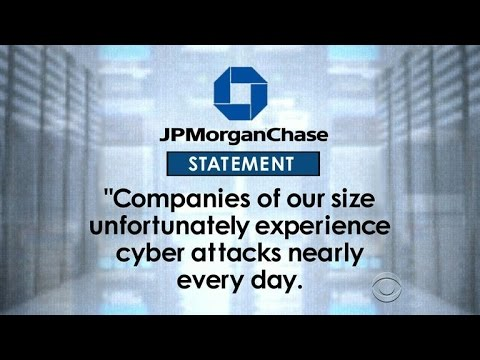 JPMorganChase
STATEMENT
"Companies of our size
unfortunately experience
cyber attacks nearly
every day.